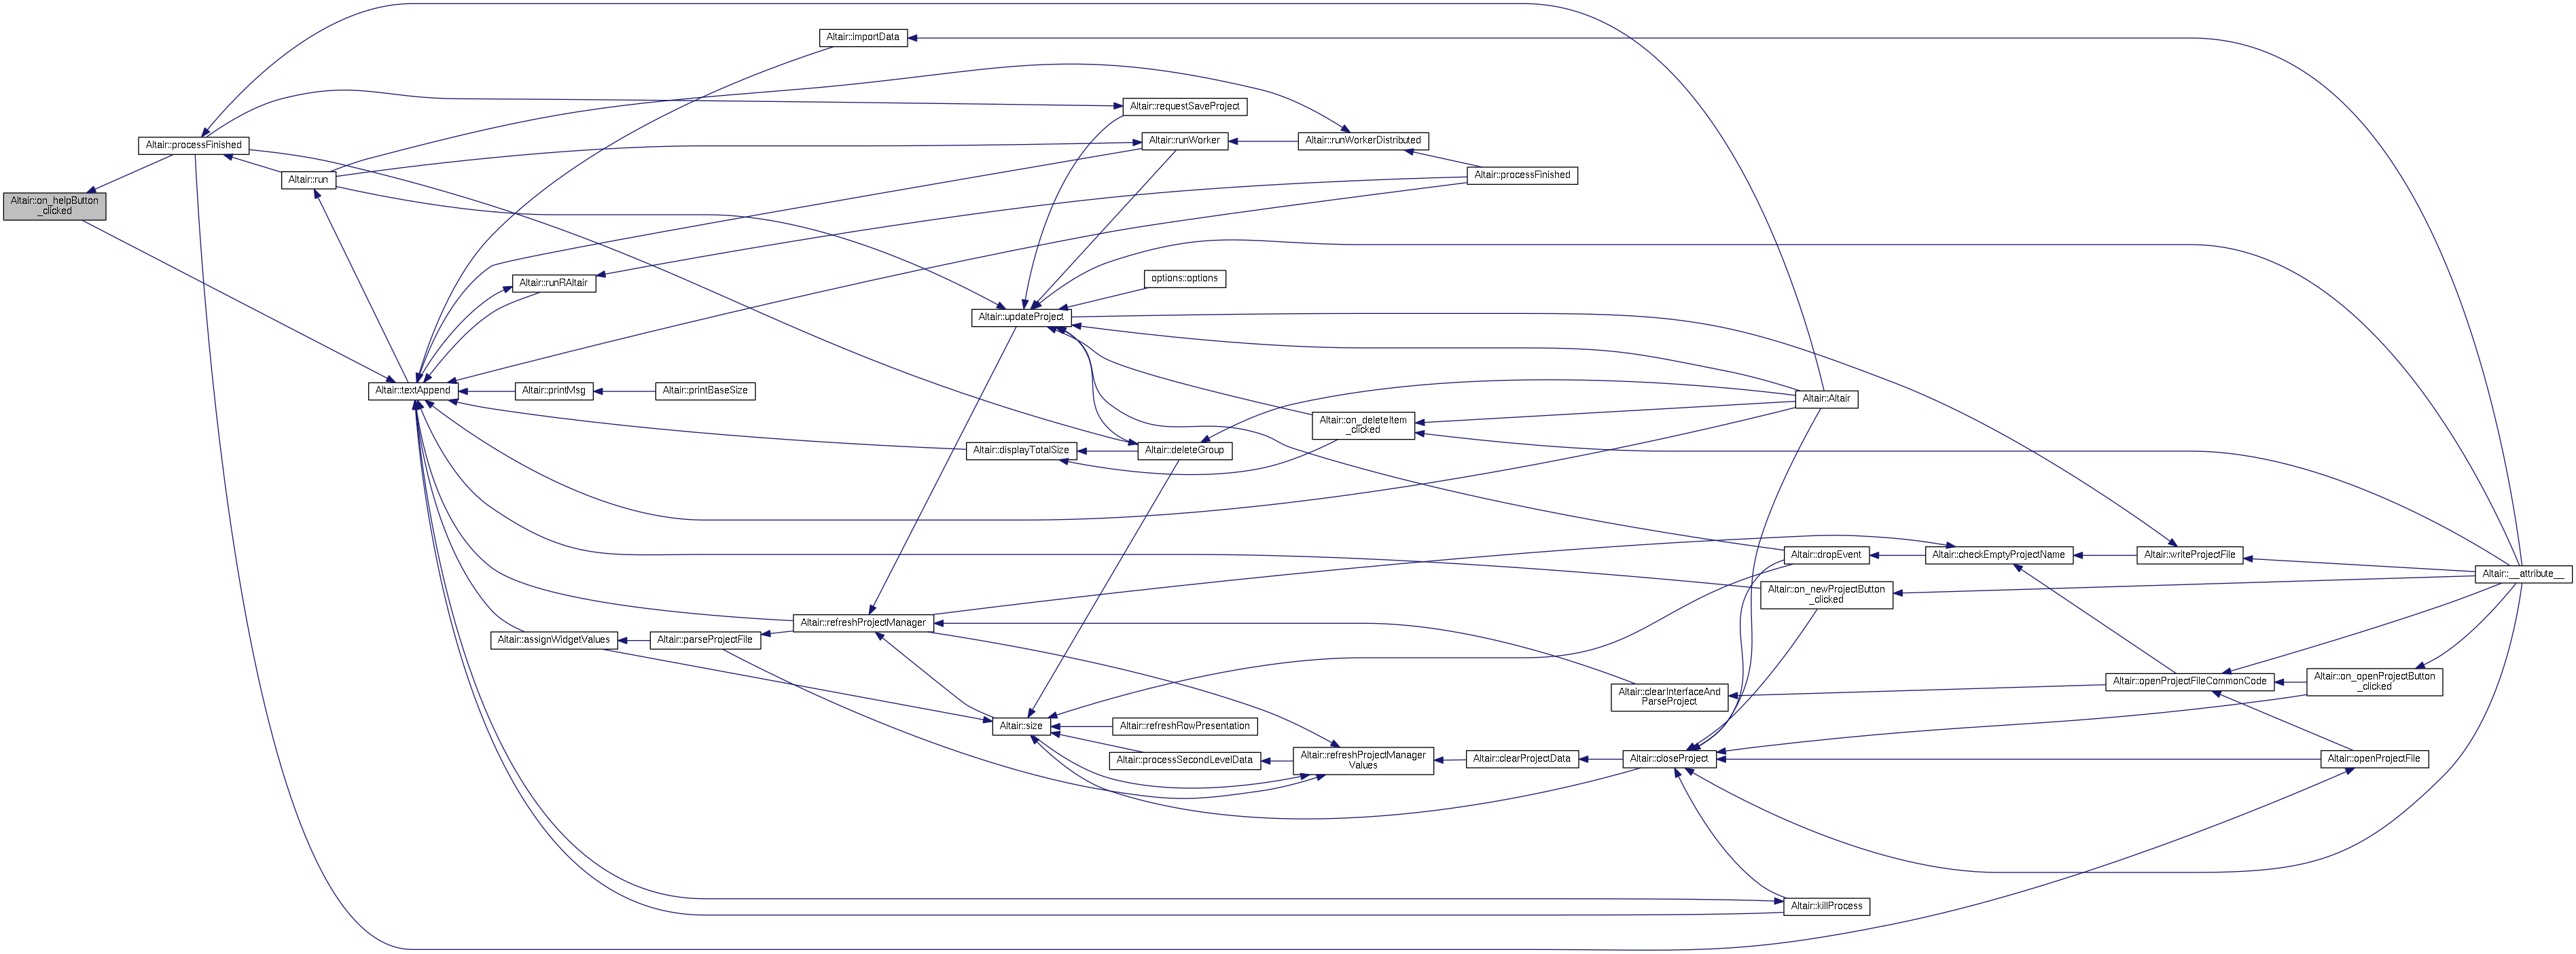 Altair::importData
Altair::requestSaveProject
Altair::processFinished
Altair::runWorker
Altair::runWorkerDistributed
Altair::run
Altair::processFinished
Altair::on_helpButton
_clicked
options::options
Altair::runRAltair
Altair::updateProject
Altair::textAppend
Altair::printMsg
Altair::printBaseSize
Altair::Altair
Altair::on_deleteItem
_clicked
Altair::displayTotalSize
Altair::deleteGroup
Altair::dropEvent
Altair::checkEmptyProjectName
Altair::writeProjectFile
Altair::__attribute__
Altair::on_newProjectButton
_clicked
Altair::refreshProjectManager
Altair::assignWidgetValues
Altair::parseProjectFile
Altair::openProjectFileCommonCode
Altair::on_openProjectButton
_clicked
Altair::clearInterfaceAnd
ParseProject
Altair::size
Altair::refreshRowPresentation
Altair::processSecondLevelData
Altair::refreshProjectManager
Values
Altair::clearProjectData
Altair::closeProject
Altair::openProjectFile
Altair::killProcess